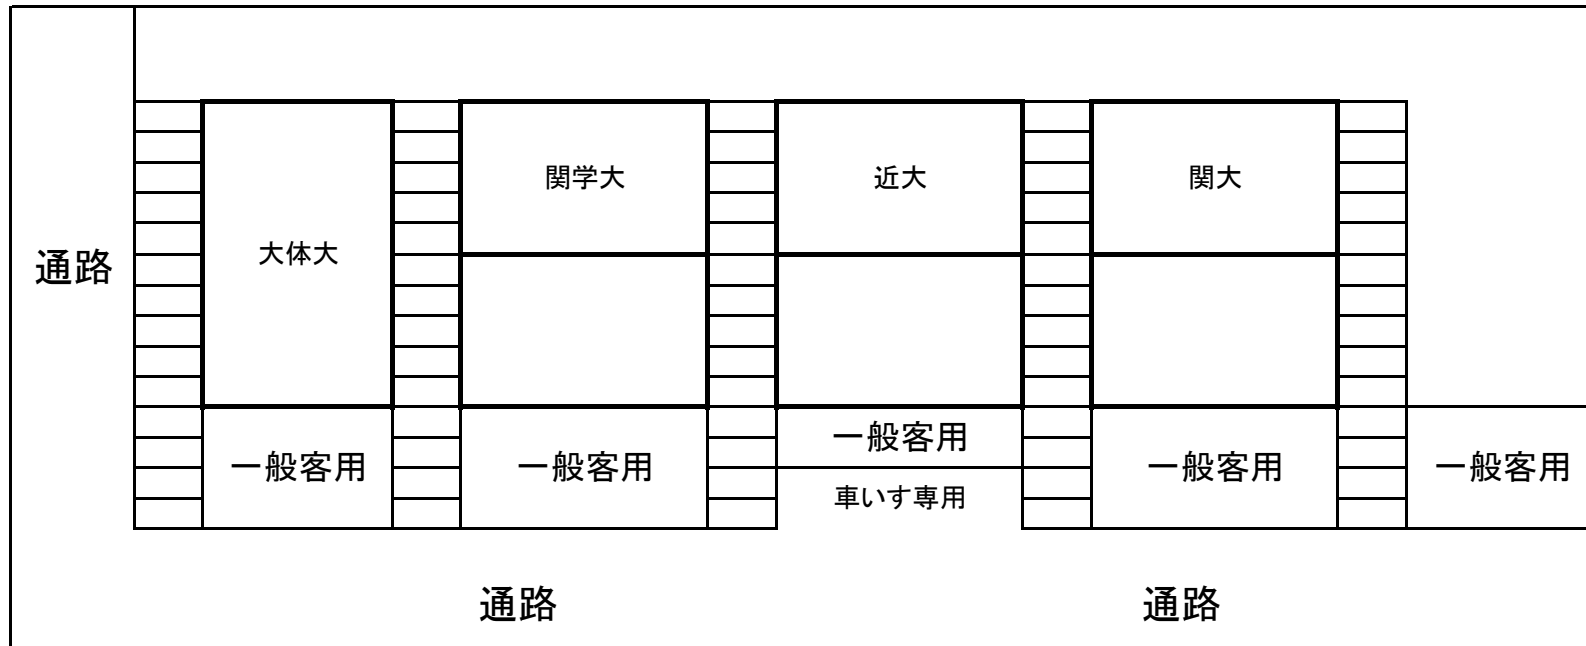 関学大
近大
関大
大体大
通路
一般客用
一般客用
一般客用
車いす専用
一般客用
一般客用
通路
通路